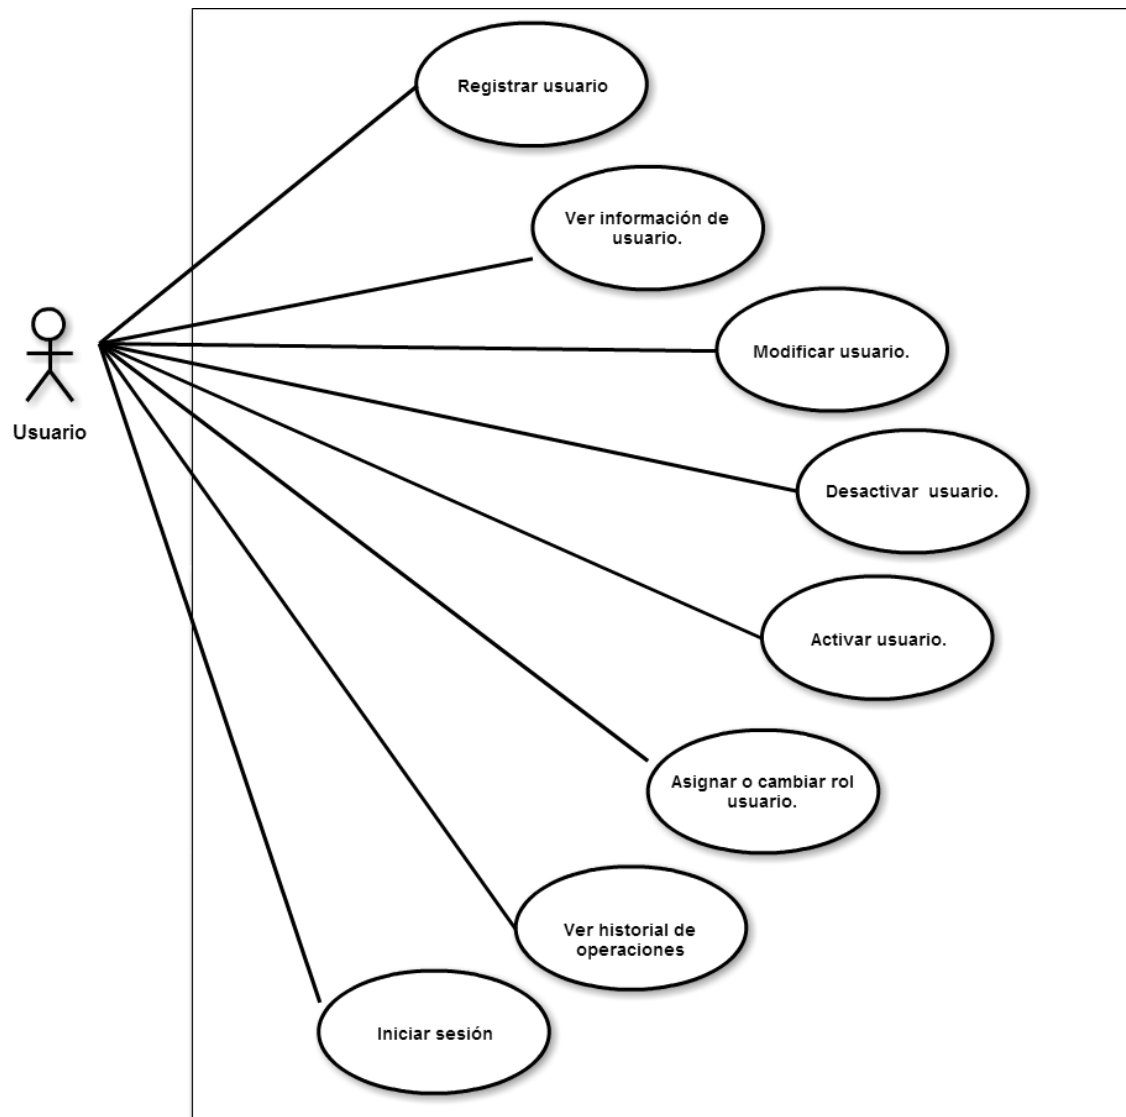 Registrar usuario
Ver información de
usuario.
Modificar usuario.
Usuario
Desactivar  usuario.
Activar usuario.
Asignar o cambiar rol
usuario.
Ver historial de
operaciones
Iniciar sesión